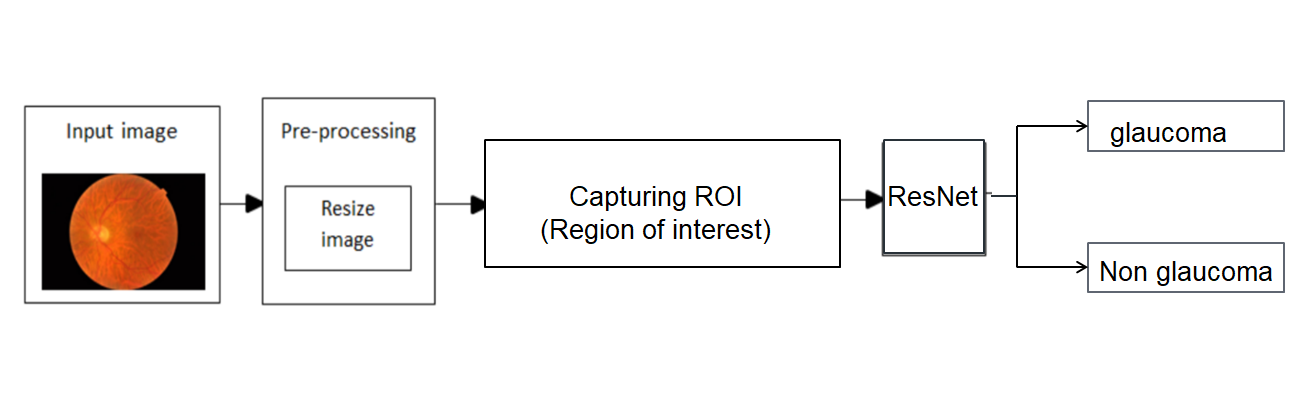 Input image
Pre-processing
Resize
image
Capturing ROI
(Region of interest)
ResNet
glaucoma
Non glaucoma